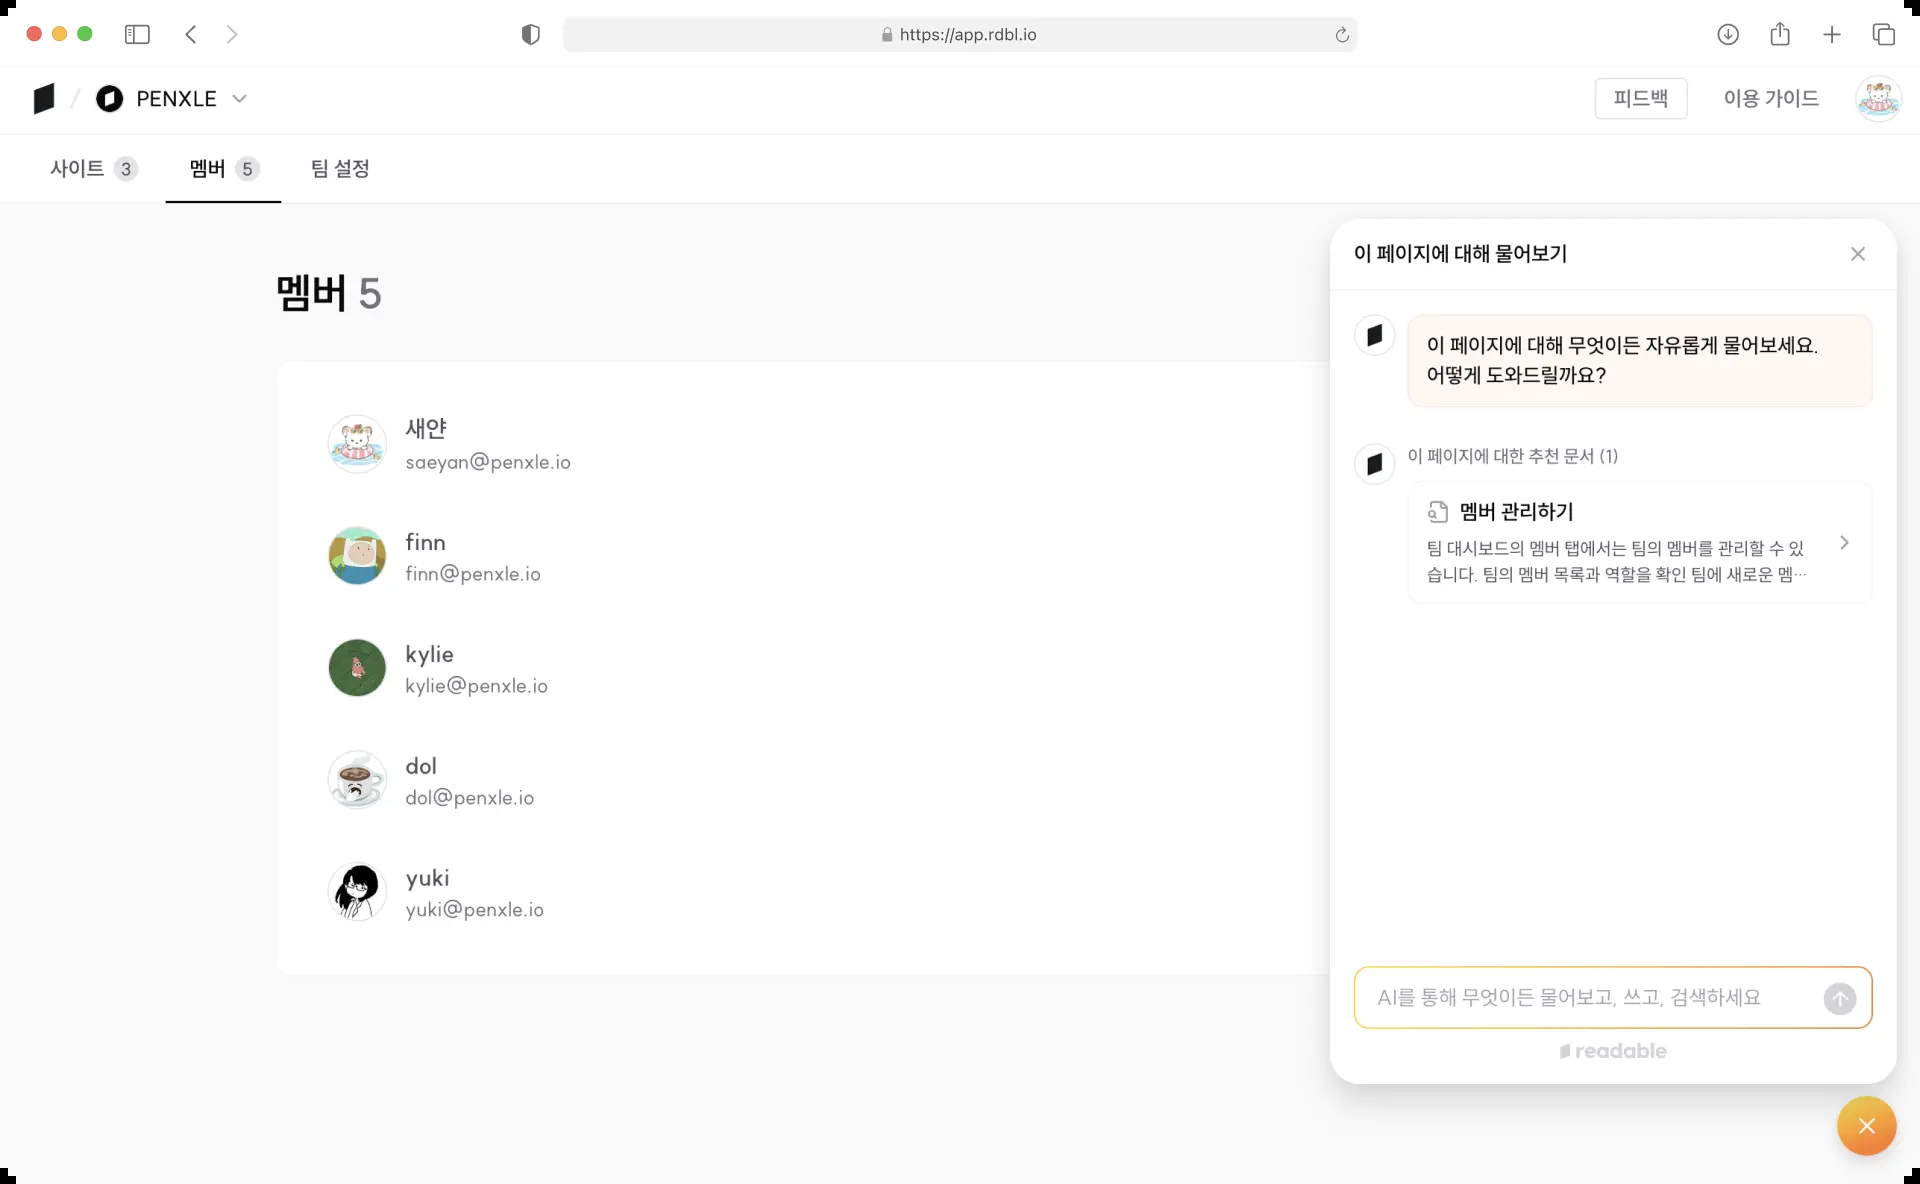 https://app.rdbl.io
PENXLE
피드백
이용 가이드
사이트 3
멤버 5
팀 설정
멤버 5
새얀
saeyan@penxle.io
finn
finn@penxle.io
kylie
kylie@penxle.io
dol
dol@penxle.io
yuki
yuki@penxle.io
이 페이지에 대해 물어보기
이 페이지에 대해 무엇이든 자유롭게 물어보세요.
어떻게 도와드릴까요?
이 페이지에 대한 추천 문서 (1)
멤버 관리하기
팀 대시보드의 멤버 탭에서는 팀의 멤버를 관리할 수 있
습니다. 팀의 멤버 목록과 역할을 확인 팀에 새로운 멤…
AI를 통해 무엇이든 물어보고, 쓰고, 검색하세요
readable